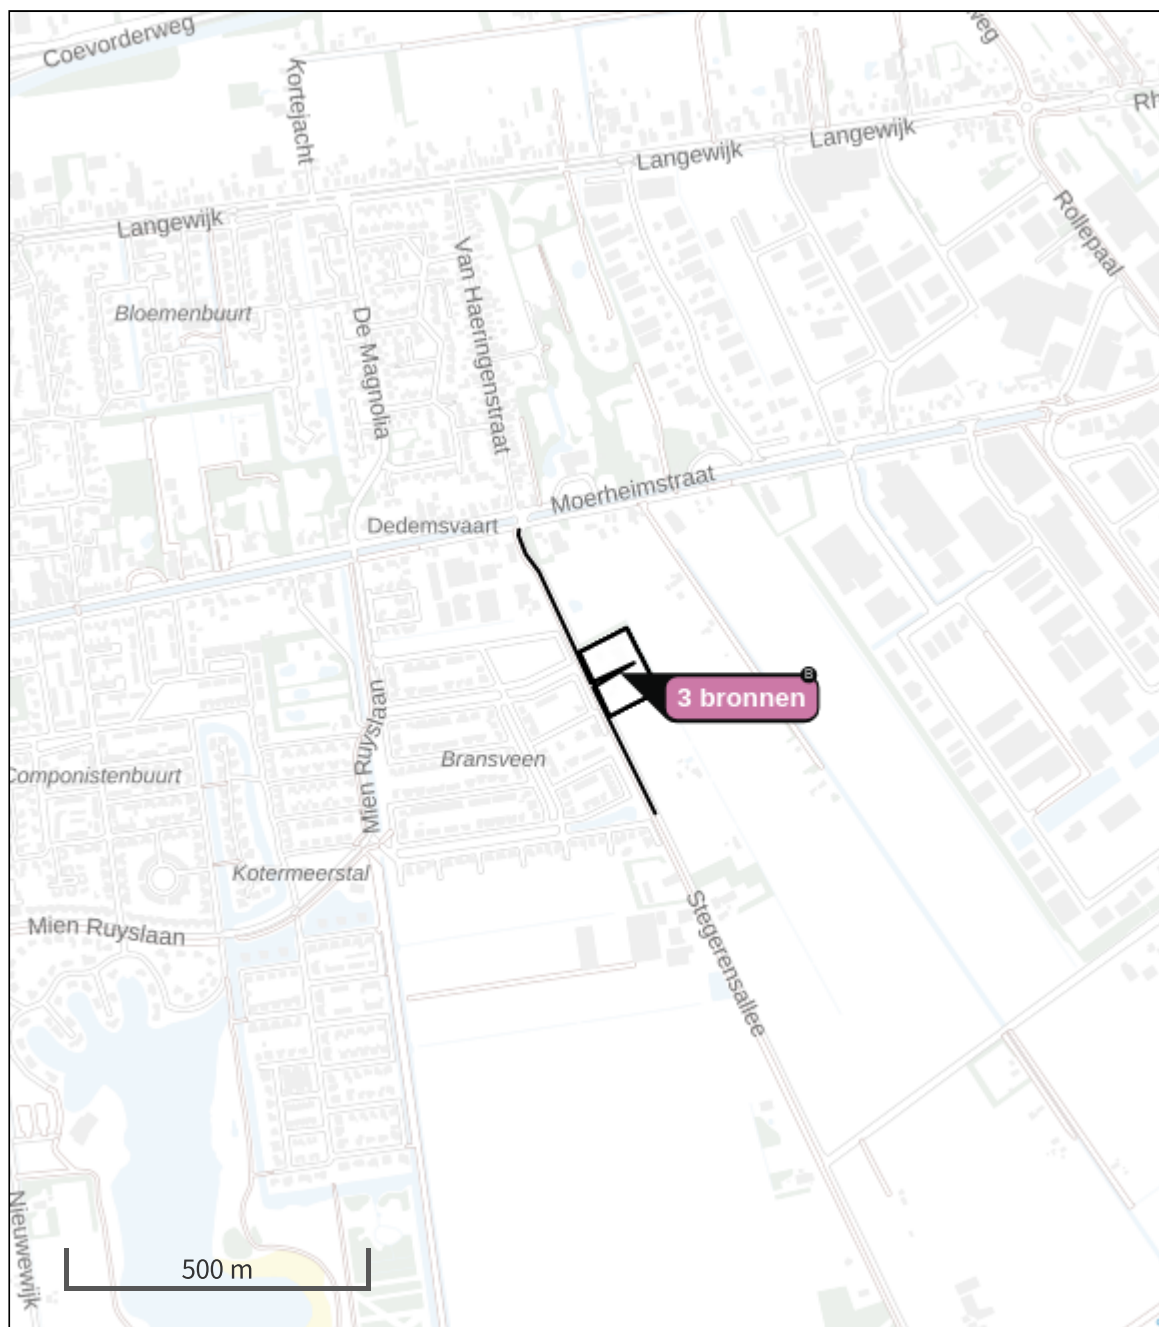 Coevorderweg
Kortejacht
weg
Rh
Langewijk
Langewijk
Langewijk
Rollepaal
Van Haeringenstraat
Bloemenbuurt
De Magnolia
Moerheimstraat
Dedemsvaart
B
3 bronnen
Mien Ruyslaan
Bransveen
Componistenbuurt
Kotermeerstal
Mien Ruyslaan
Stegerensallee
Nieuwewijk
500 m